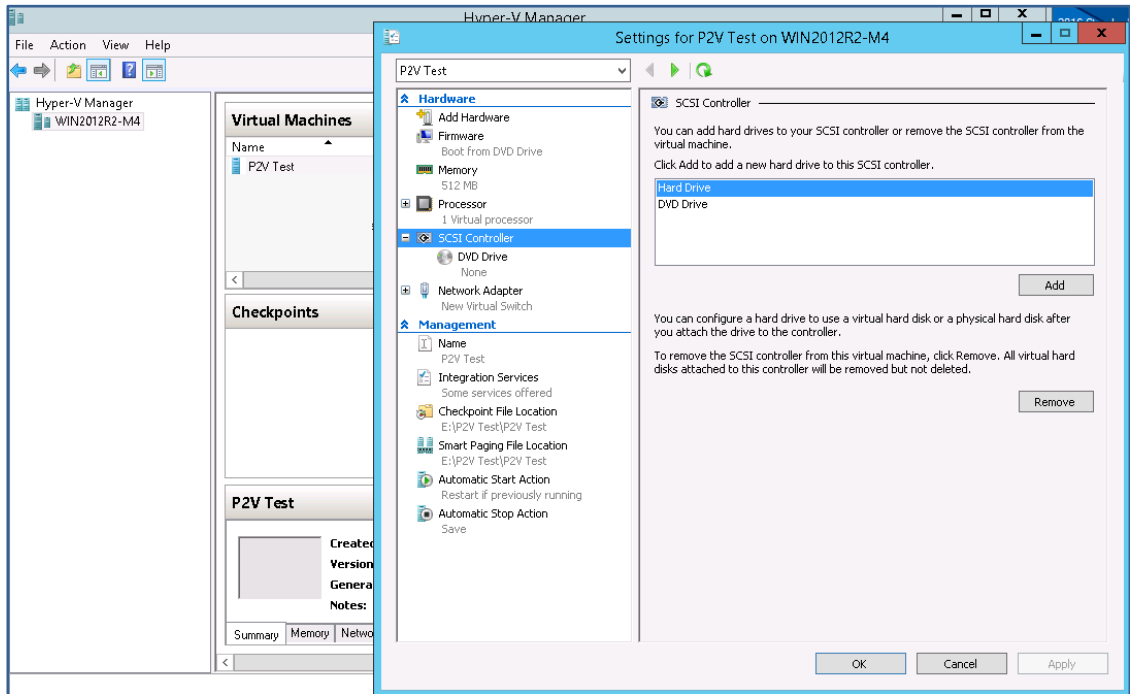 Hyper-V Manager
File Action View Help
Hyper-V Manager
WIN2012R2-M4
Virtual Machines
Name
P2V Test
Checkpoints
P2V Test
Created
Version
Genera
Notes:
Summary Memory Netwo
Settings for P2V Test on WIN2012R2-M4
P2V Test
Hardware
Add Hardware
Firmware
Boot from DVD Drive
Memory
512 MB
Processor
1 Virtual processor
SCSI Controller
DVD Drive
None
Network Adapter
New Virtual Switch
Management
Name
P2V Test
Integration Services
Some services offered
Checkpoint File Location
E:\P2V Test\P2V Test
Smart Paging File Location
E:\P2V Test\P2V Test
Automatic Start Action
Restart if previously running
Automatic Stop Action
Save
SCSI Controller
You can add hard drives to your SCSI controller or remove the SCSI controller from the
virtual machine.
Click Add to add a new hard drive to this SCSI controller.
Hard Drive
DVD Drive
Add
You can configure a hard drive to use a virtual hard disk or a physical hard disk after
you attach the drive to the controller.
To remove the SCSI controller from this virtual machine, click Remove. All virtual hard
disks attached to this controller will be removed but not deleted.
Remove
OK Cancel Apply